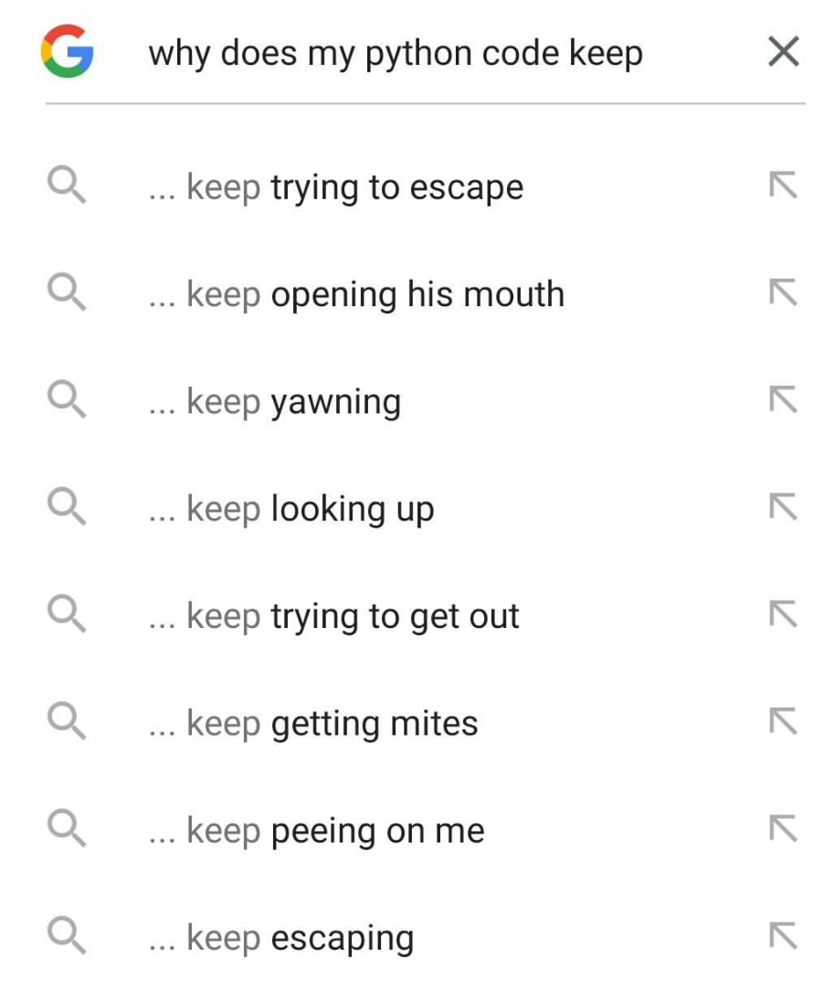 why does my python code keep
... keep trying to escape
... keep opening his mouth
... keep yawning
... keep looking up
... keep trying to get out
... keep getting mites
... keep peeing on me
... keep escaping